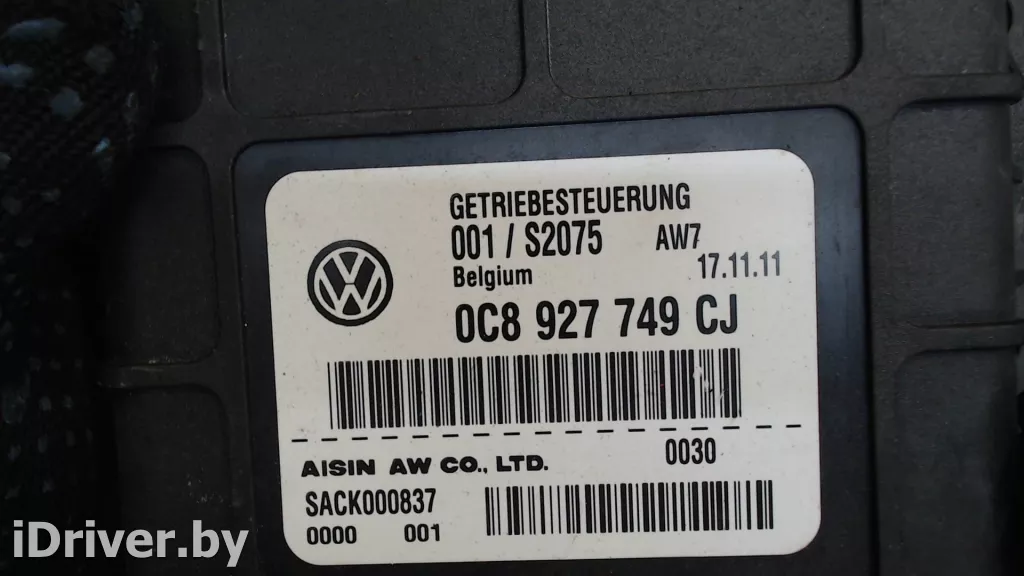 GETRIEBESTEUERUNG
001 / S2075 AW7
Belgium 17.11.11
0C8 927 749 CJ
AISIN AW CO., LTD. 0030
SACK000837
0000 001
iDriver.by